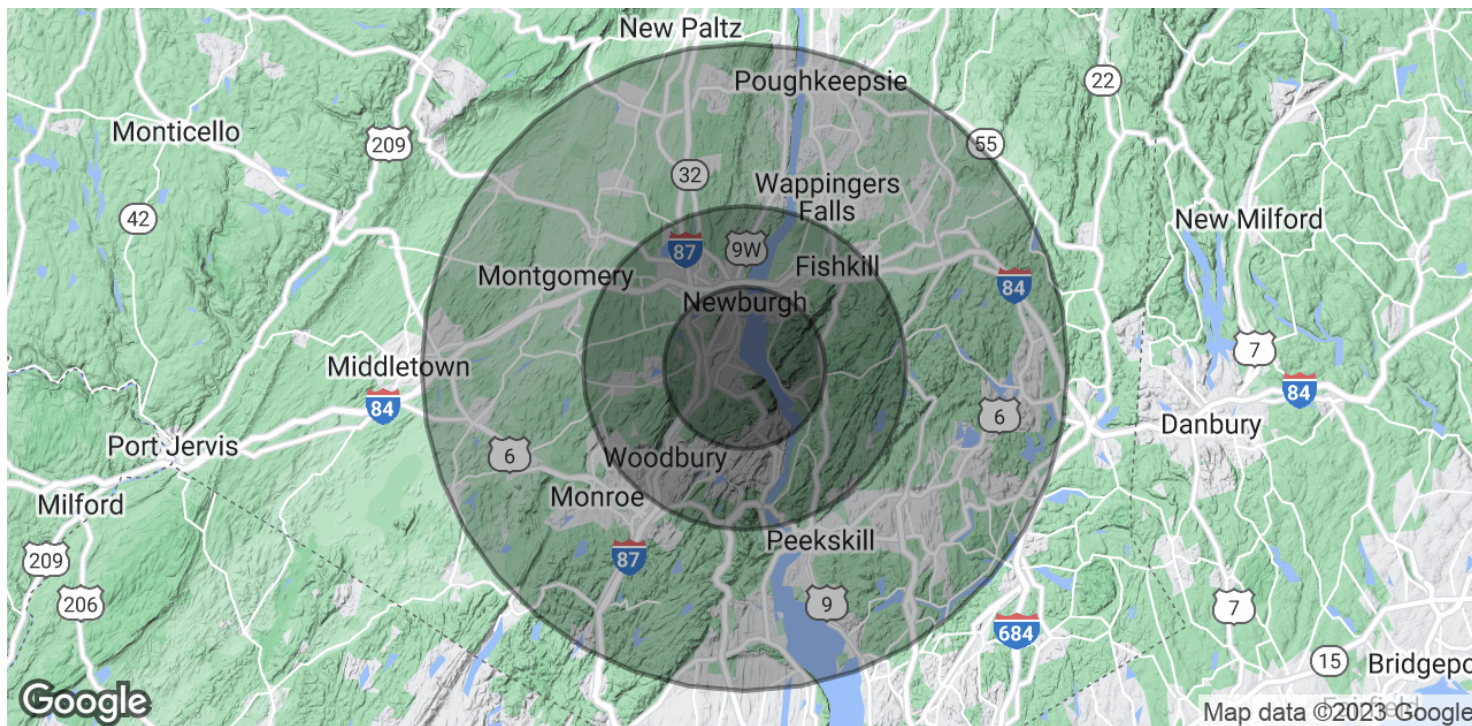 New Paltz
Poughkeepsie
22
Monticello
209
55
32
Wappingers
Falls
42
New Milford
87
9W
Fishkill
Montgomery
84
Newburgh
7
Middletown
84
84
6
Danbury
Port Jervis
6
Woodbury
Milford
Monroe
Peekskill
209
87
206
9
7
684
15
Bridgepo
Google
Map data ©2023 Google